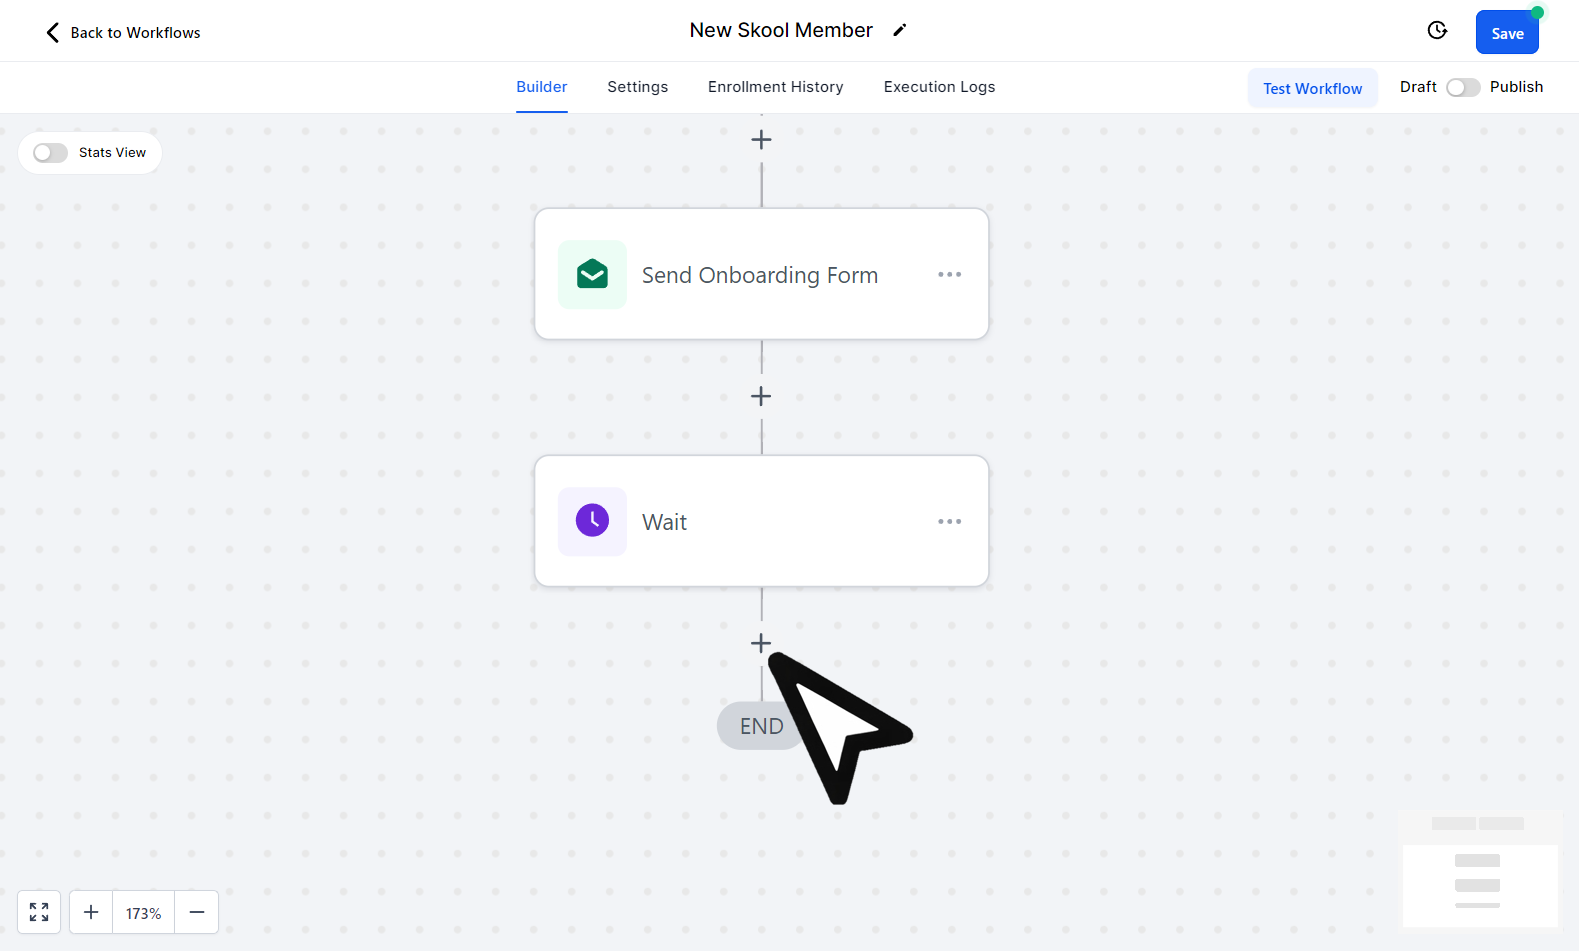 Back to Workflows
New Skool Member
Save
Builder
Settings
Enrollment History
Execution Logs
Test Workflow
Draft
Publish
Stats View
Send Onboarding Form
Wait
END
173%